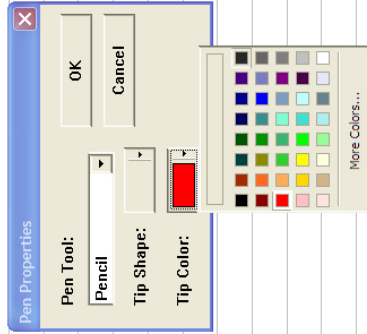 Pen Properties
Pen Tool:
Pencil
OK
Cancel
Tip Shape:
Tip Color:
More Colors...